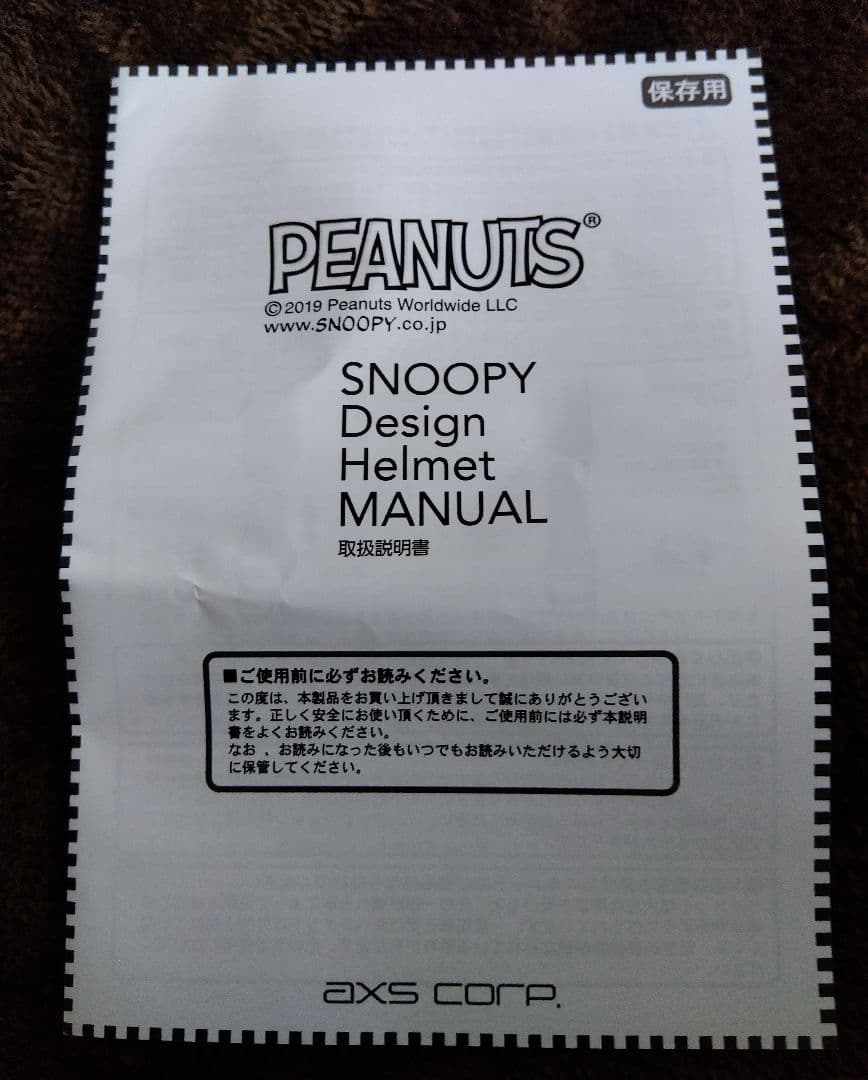 保存用
PEANUTS®
©2019 Peanuts Worldwide LLC
www.SNOOPY.co.jp
SNOOPY
Design
Helmet
MANUAL
取扱説明書
■ご使用前に必ずお読みください。
この度は、本製品をお買い上げ頂きまして誠にありがとうござい
ます。正しく安全にお使い頂くために、ご使用前には必ず本説明
書をよくお読みください。
なお 、お読みになった後もいつでもお読みいただけるよう大切
に保管してください。
axs corp.